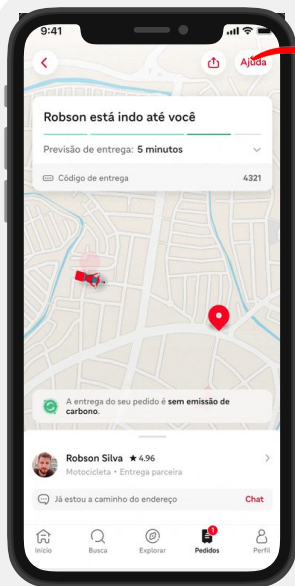 9:41
Ajuda
Robson está indo até você
Previsão de entrega: 5 minutos
Código de entrega 4321
A entrega do seu pedido é sem emissão de
carbono.
Robson Silva ★ 4.96
Motocicleta • Entrega parceira
Já estou a caminho do endereço Chat
1
Início Busca Explorar Pedidos Perfil